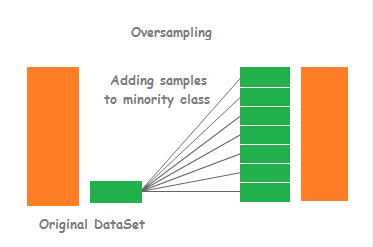 Oversampling
Adding samples
to minority class
Original DataSet